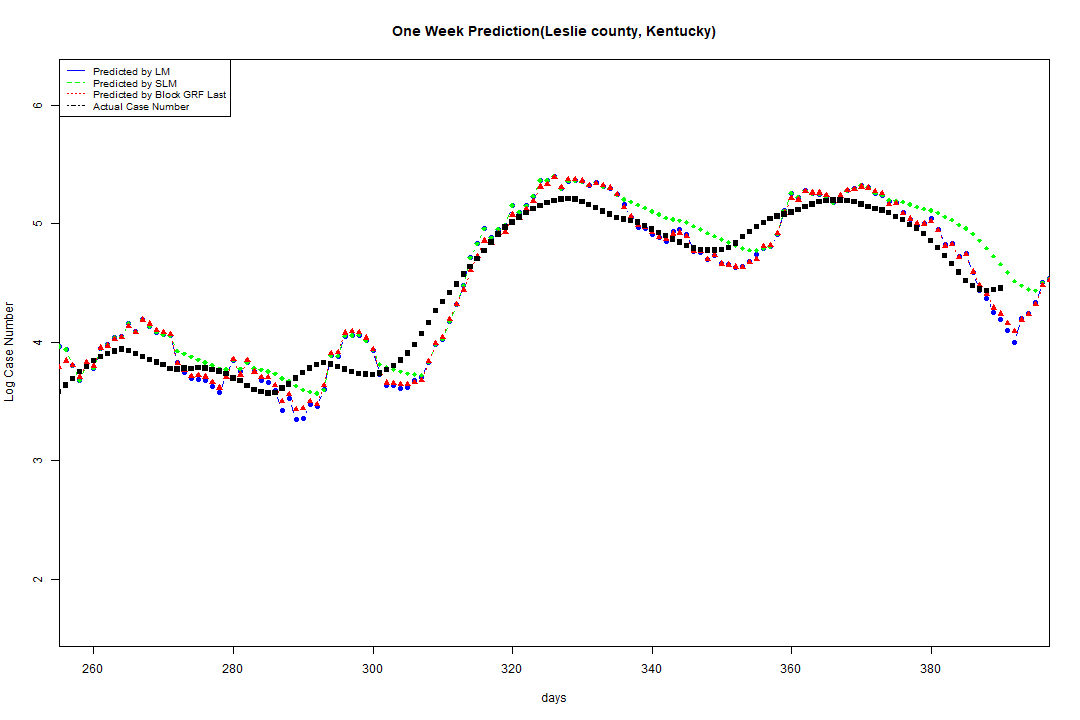 One Week Prediction(Leslie county, Kentucky)
Predicted by LM
Predicted by SLM
Predicted by Block GRF Last
Actual Case Number
6
5
4
3
2
Log Case Number
260 280 300 320 340 360 380
days